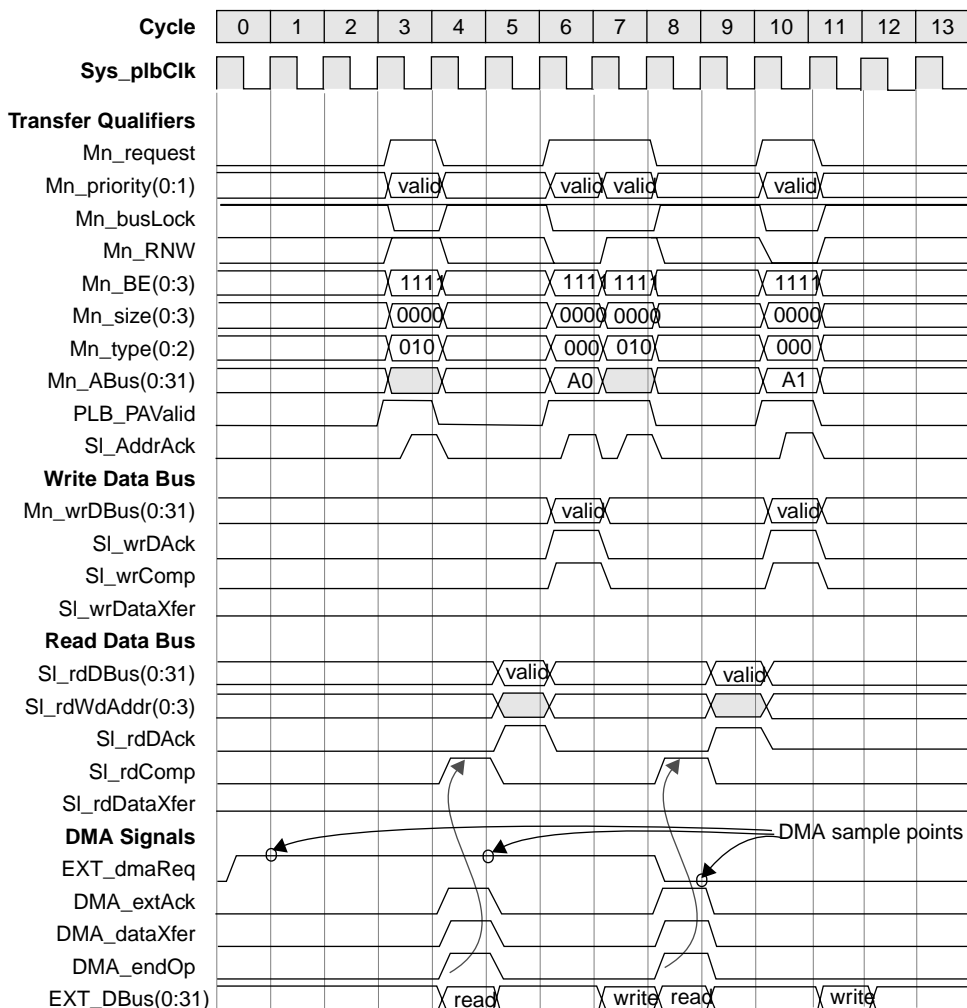 Cycle 0 1 2 3 4 5 6 7 8 9 10 11 12 13
Sys_plbClk
Transfer Qualifiers
Mn_request
Mn_priority(0:1) valid valid valid valid
Mn_busLock
Mn_RNW
Mn_BE(0:3) 1111 1111 1111 1111
Mn_size(0:3) 0000 0000 0000 0000
Mn_type(0:2) 010 000 010 000
Mn_ABus(0:31) A0 A1
PLB_PAValid
Sl_AddrAck
Write Data Bus
Mn_wrDBus(0:31) valid valid
Sl_wrDAck
Sl_wrComp
Sl_wrDataXfer
Read Data Bus
Sl_rdDBus(0:31) valid valid
Sl_rdWdAddr(0:3)
Sl_rdDAck
Sl_rdComp
Sl_rdDataXfer
DMA Signals DMA sample points
EXT_dmaReq
DMA_extAck
DMA_dataXfer
DMA_endOp
EXT_DBus(0:31) read write read write